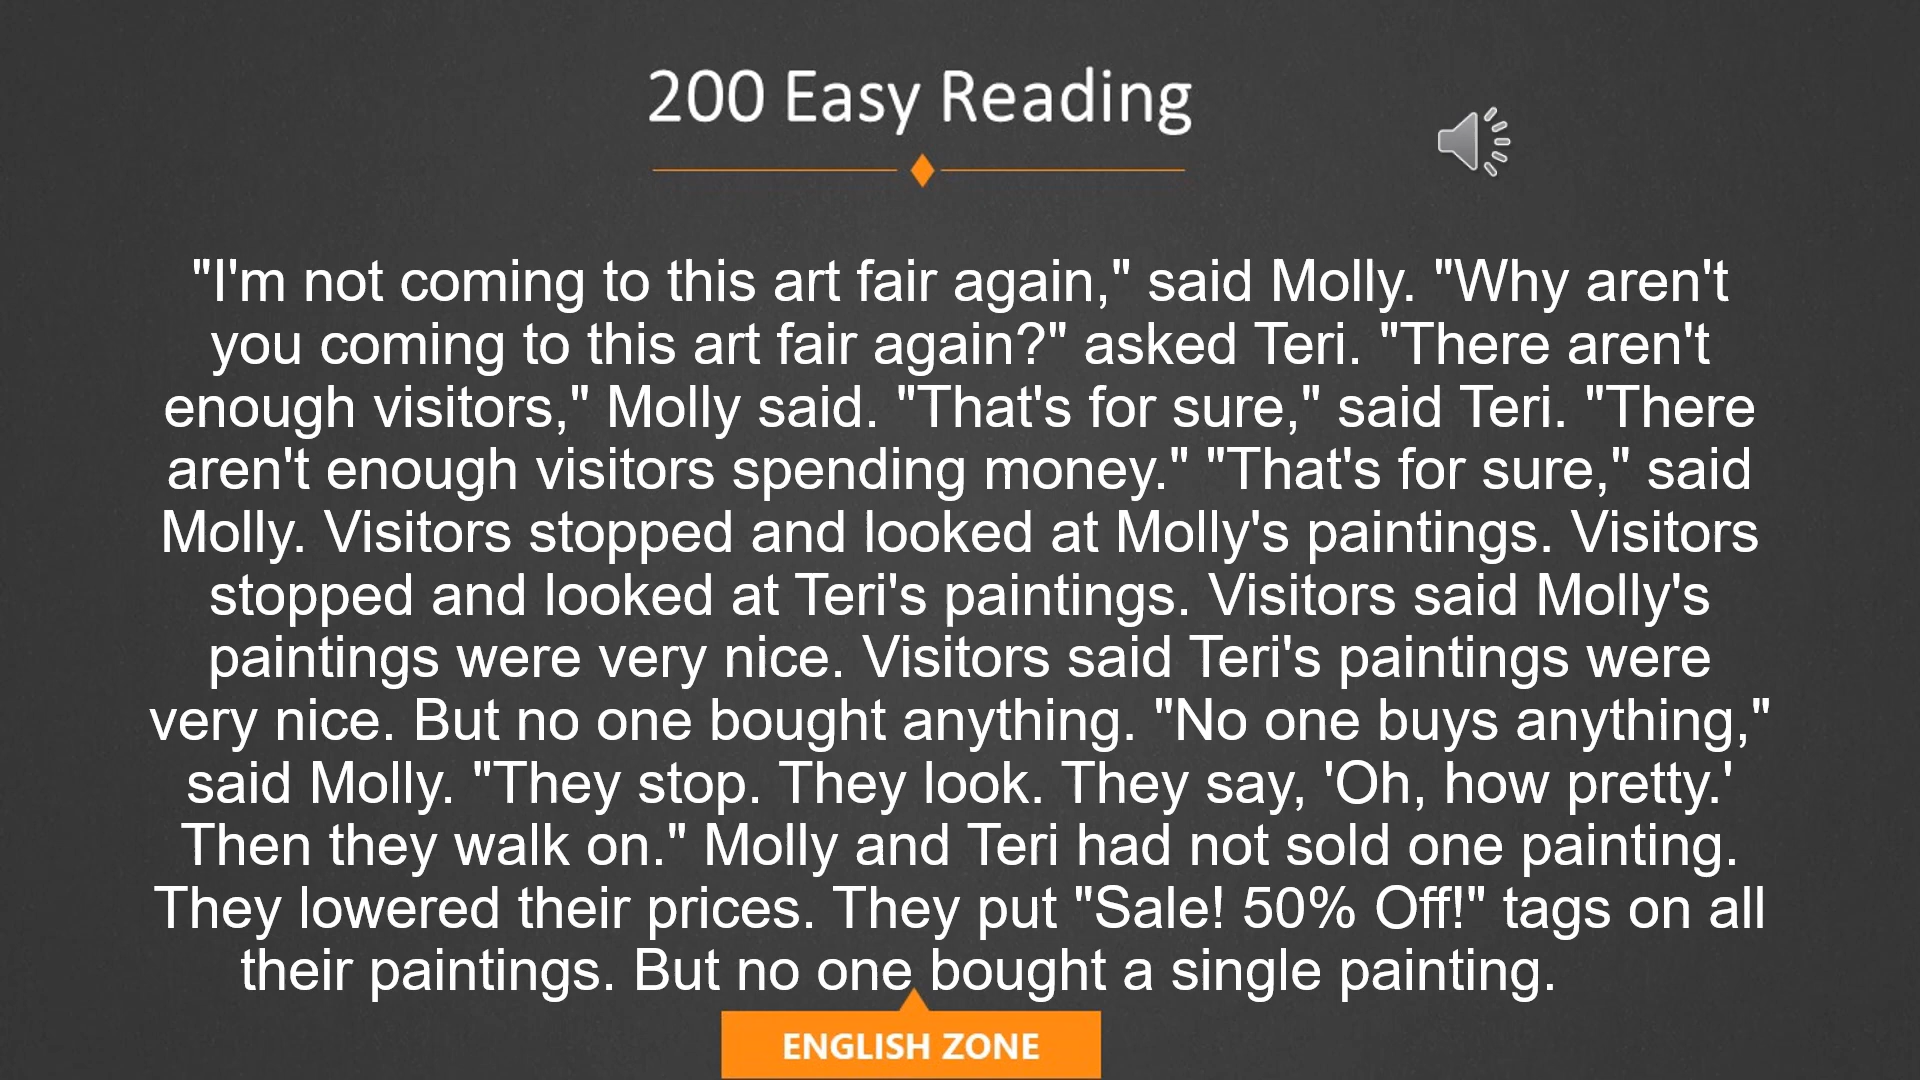 200 Easy Reading
"I'm not coming to this art fair again," said Molly. "Why aren't
you coming to this art fair again?" asked Teri. "There aren't
enough visitors," Molly said. "That's for sure," said Teri. "There
aren't enough visitors spending money." "That's for sure," said
Molly. Visitors stopped and looked at Molly's paintings. Visitors
stopped and looked at Teri's paintings. Visitors said Molly's
paintings were very nice. Visitors said Teri's paintings were
very nice. But no one bought anything. "No one buys anything,"
said Molly. "They stop. They look. They say, 'Oh, how pretty.'
Then they walk on." Molly and Teri had not sold one painting.
They lowered their prices. They put "Sale! 50% Off!" tags on all
their paintings. But no one bought a single painting.
ENGLISH ZONE